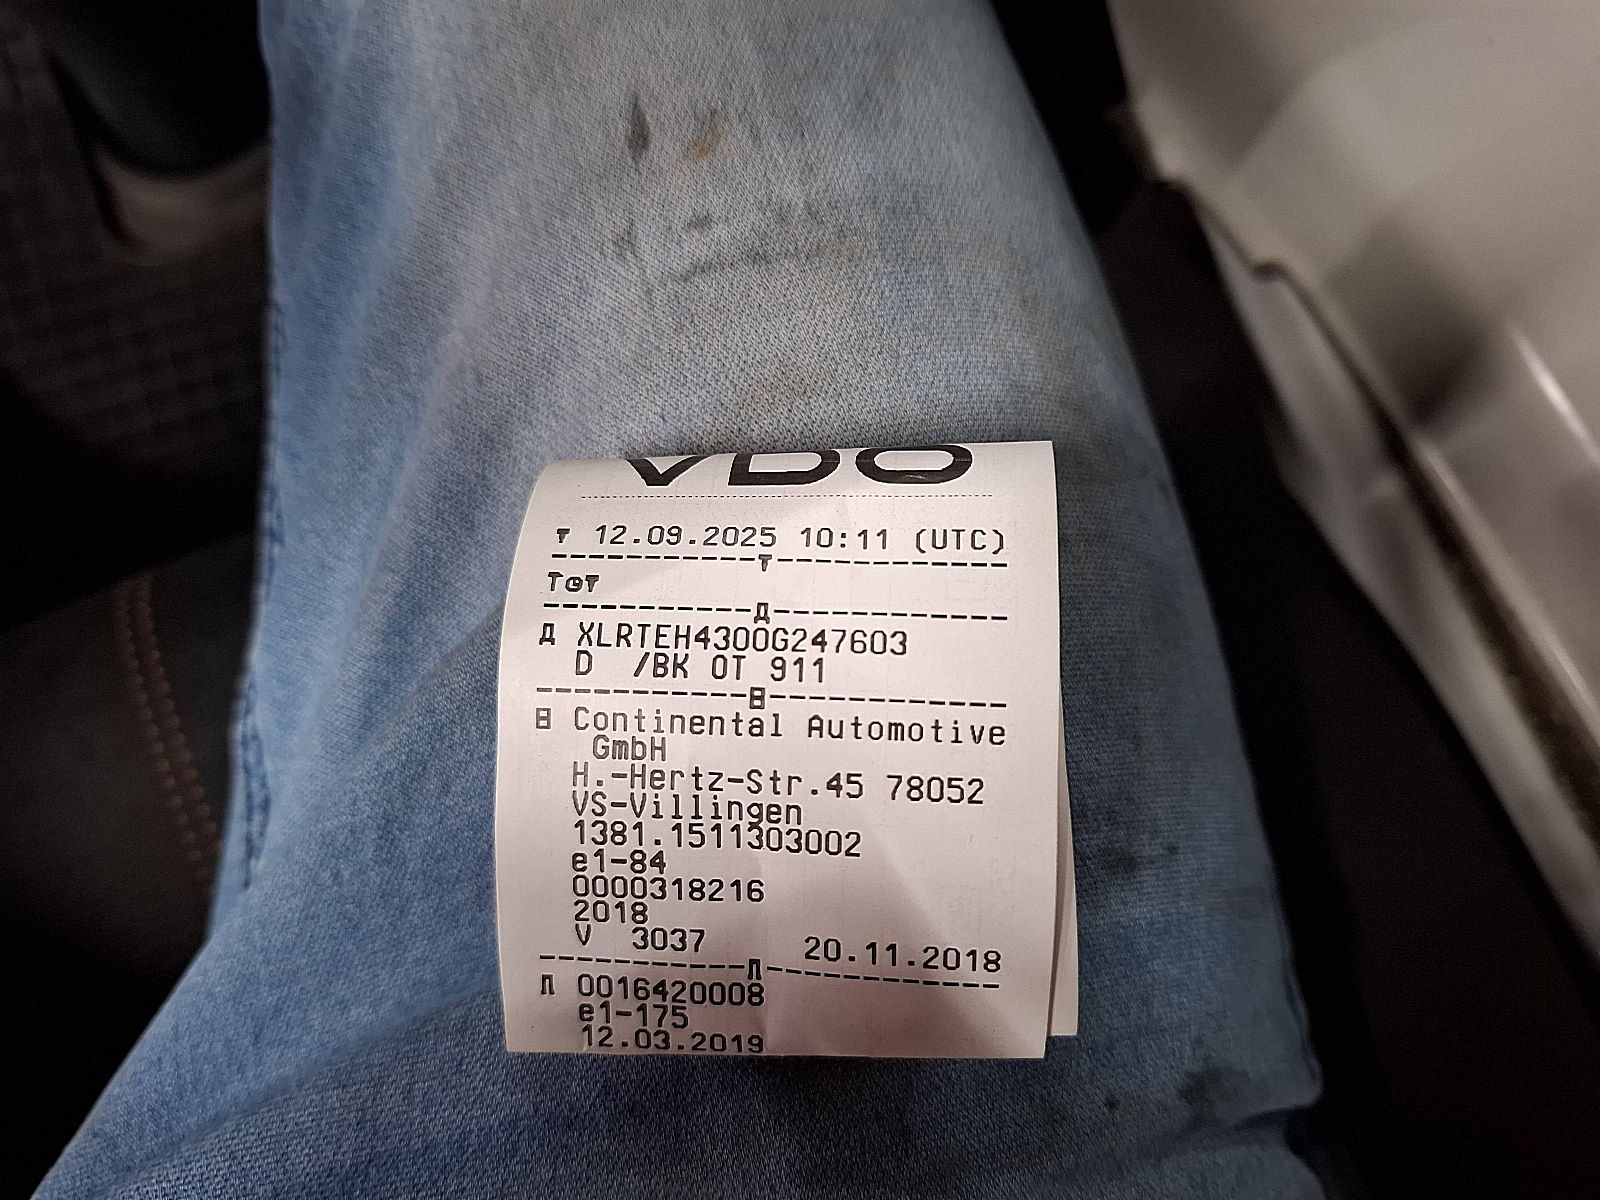 VDO
▼ 12.09.2025 10:11 (UTC)
-----------▼-----------
T⊙▼
-----------Д-----------
Д XLRTEH4300G247603
D /BK OT 911
-----------B-----------
B Continental Automotive
GmbH
H.-Hertz-Str.45 78052
VS-Villingen
1381.1511303002
e1-84
0000318216
2018
V 3037 20.11.2018
-----------Л-----------
Л 0016420008
e1-175
12.03.2019